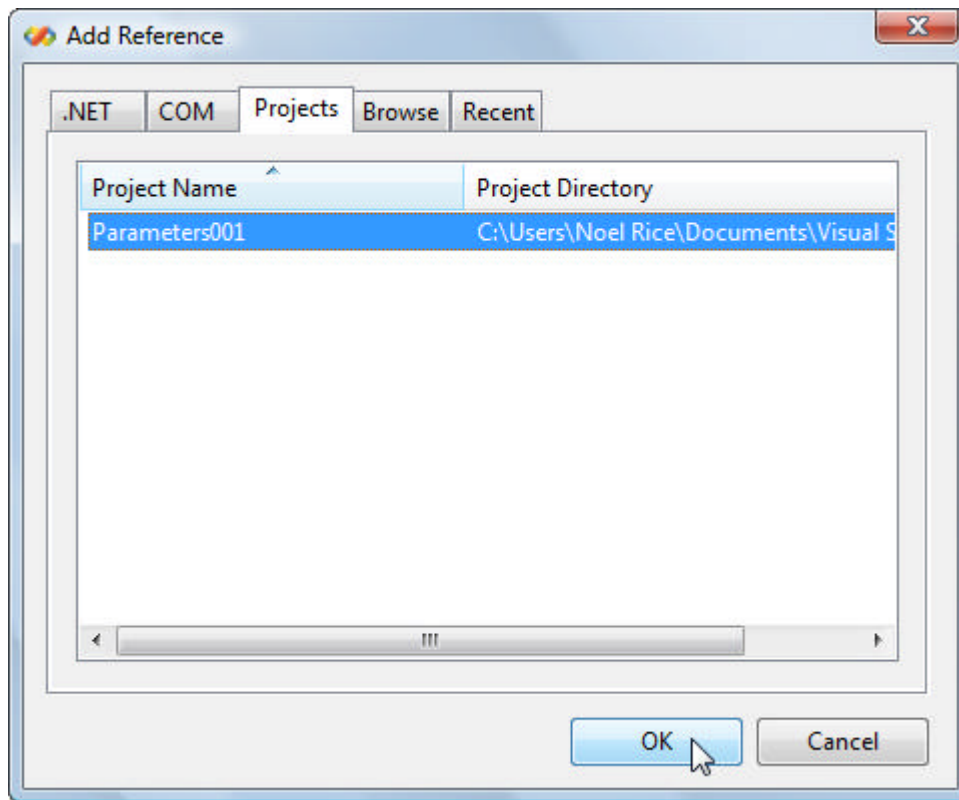 Add Reference
.NET COM Projects Browse Recent
Project Name Project Directory
Parameters001 C:\Users\Noel Rice\Documents\Visual S
OK Cancel